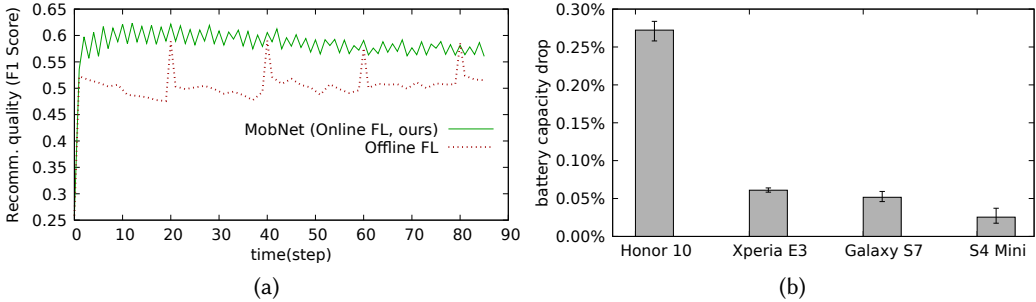 Recomm. quality (F1 Score)
0.65
0.6
0.55
0.5
0.45
0.4
0.35
0.3
0.25
MobNet (Online FL, ours)
Offline FL
0 10 20 30 40 50 60 70 80 90
time(step)
(a)
battery capacity drop
0.30%
0.25%
0.20%
0.15%
0.10%
0.05%
0.00%
Honor 10 Xperia E3 Galaxy S7 S4 Mini
(b)